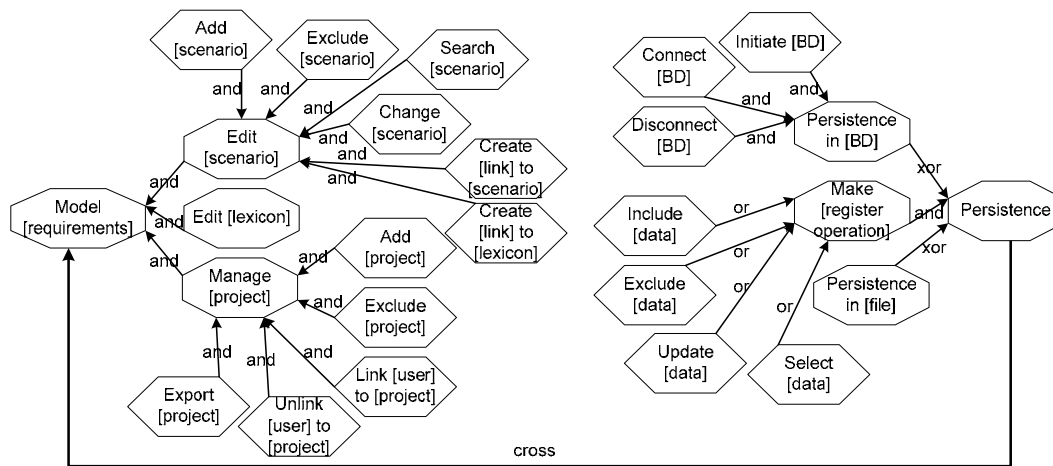 Add
[scenario]
Exclude
[scenario]
Search
[scenario]
and
and
and
Change
[scenario]
and
Edit
[scenario]
and
Create
[link] to
[scenario]
and
Create
[link] to
[lexicon]
and
Model
[requirements]
and
Edit [lexicon]
and
Manage
[project]
and
Add
[project]
and
Exclude
[project]
and
and
and
Export
[project]
Unlink
[user] to
[project]
Link [user]
to [project]
Connect
[BD]
Initiate [BD]
and
and
Disconnect
[BD]
and
Persistence
in [BD]
xor
Include
[data]
or
Make
[register
operation]
and
Persistence
Exclude
[data]
or
xor
Persistence
in [file]
or
or
Update
[data]
Select
[data]
cross